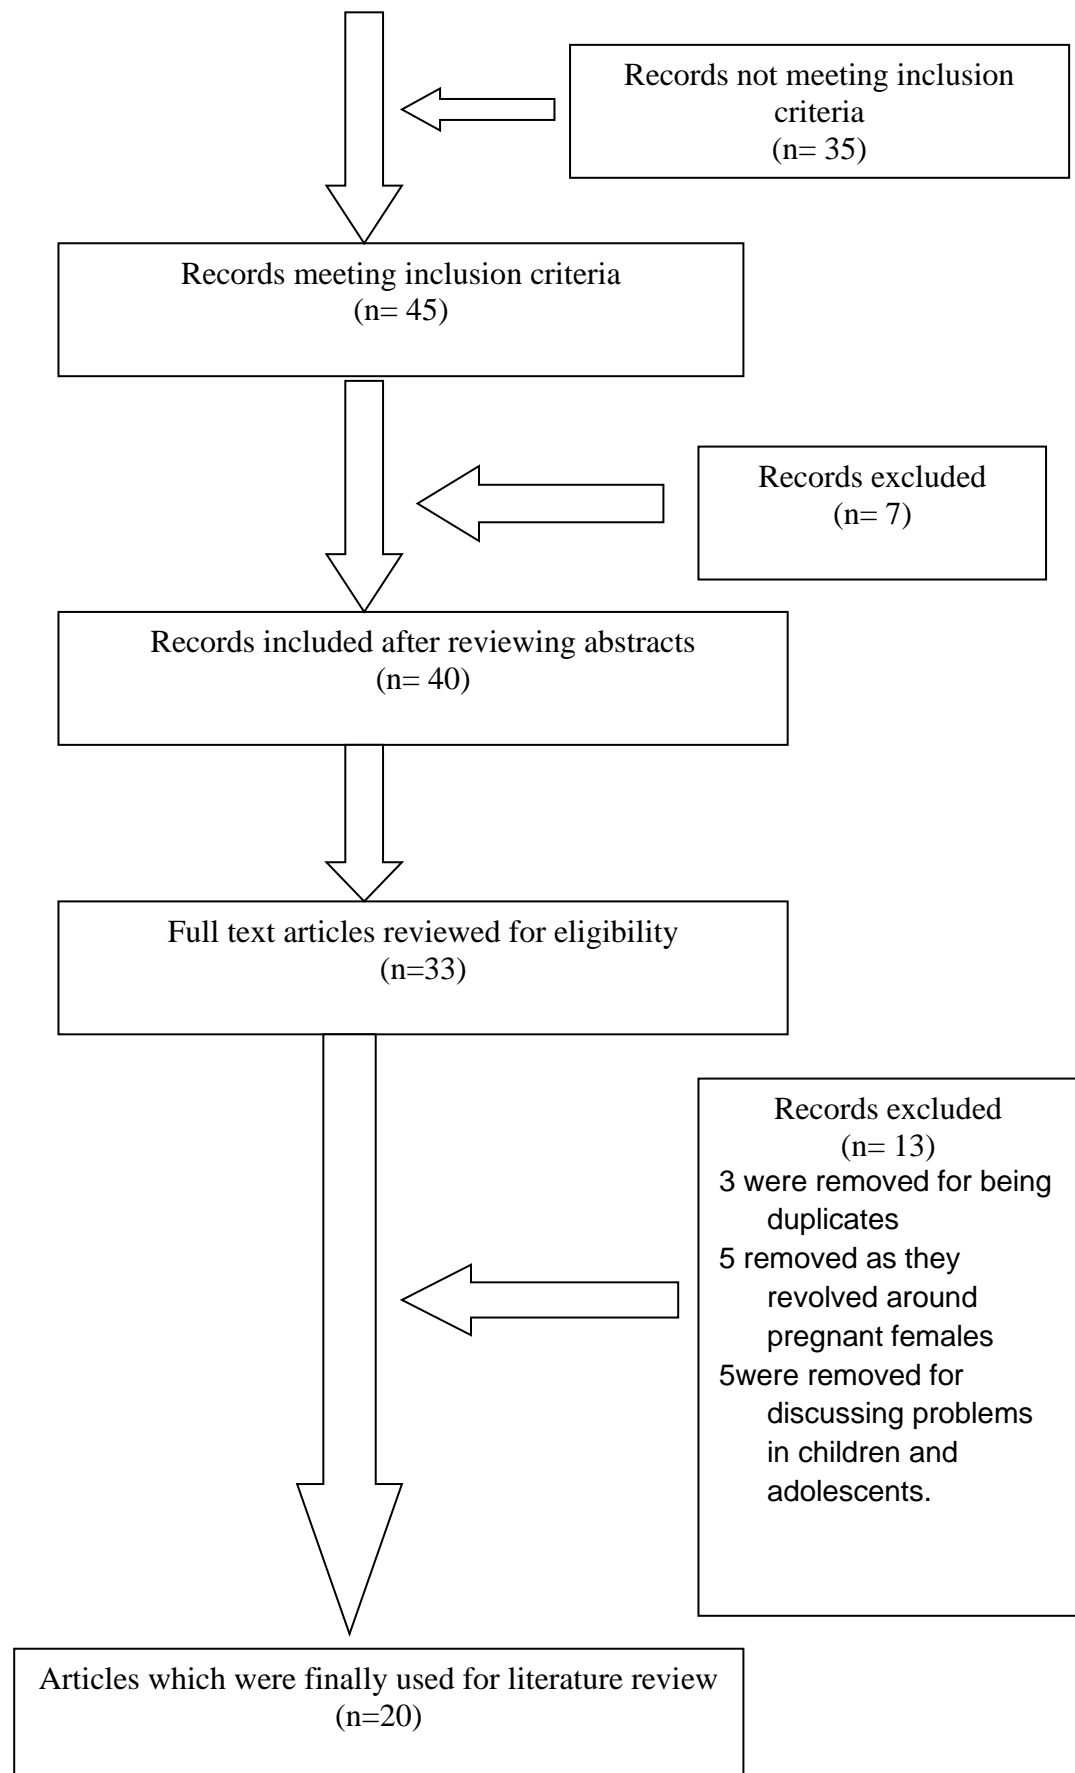 Records not meeting inclusion
criteria
(n= 35)
Records meeting inclusion criteria
(n= 45)
Records excluded
(n= 7)
Records included after reviewing abstracts
(n= 40)
Full text articles reviewed for eligibility
(n=33)
Records excluded
(n= 13)
3 were removed for being
duplicates
5 removed as they
revolved around
pregnant females
5were removed for
discussing problems
in children and
adolescents.
Articles which were finally used for literature review
(n=20)